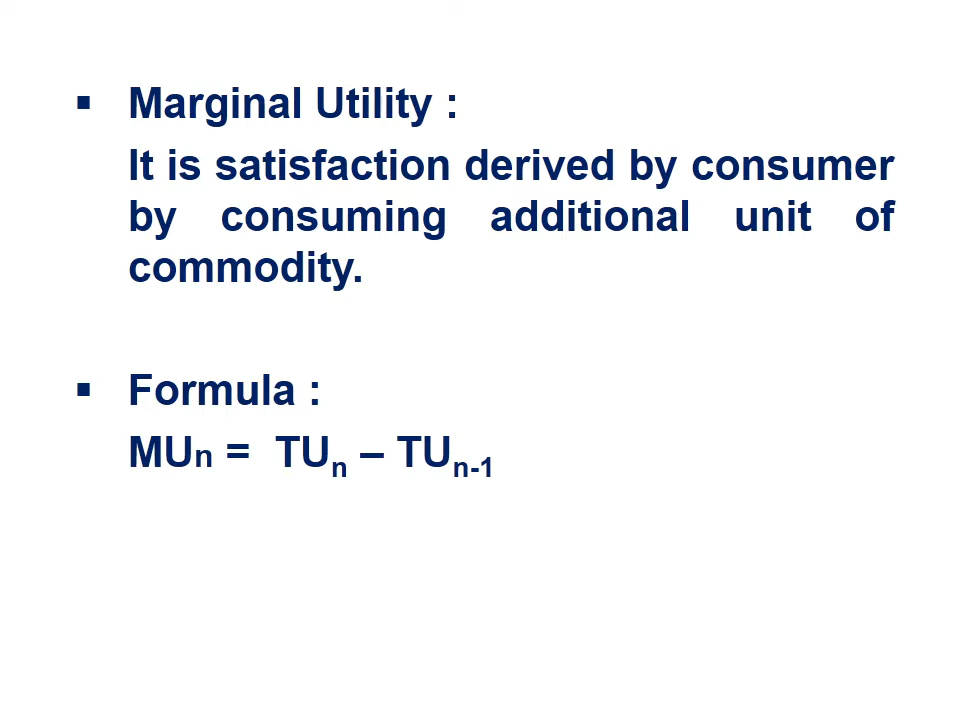 ▪ Marginal Utility :
It is satisfaction derived by consumer
by consuming additional unit of
commodity.
▪ Formula :
MUn = TUₙ – TUₙ₋₁